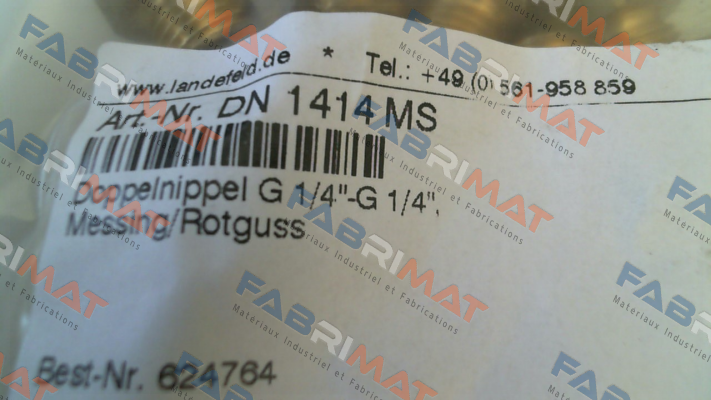 www.landefeld.de * Tel.: +49 (0) 561-958 859
Art.-Nr. DN 1414 MS
Doppelnippel G 1/4"-G 1/4",
Messing/Rotguss
Best-Nr. 624764
FABRIMAT
Matériaux Industriel et Fabrications